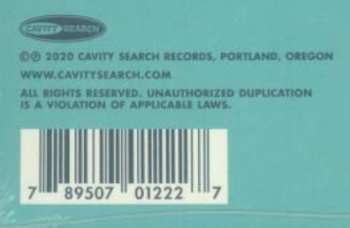 CAVITY SEARCH
©℗ 2020 CAVITY SEARCH RECORDS, PORTLAND, OREGON
WWW.CAVITYSEARCH.COM
ALL RIGHTS RESERVED. UNAUTHORIZED DUPLICATION
IS A VIOLATION OF APPLICABLE LAWS.
7 89507 01222 7